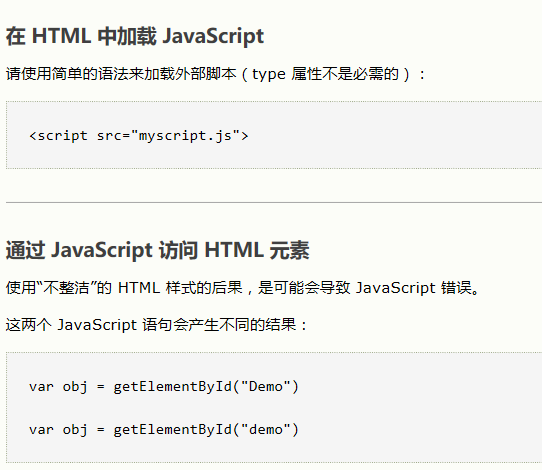 在 HTML 中加载 JavaScript
请使用简单的语法来加载外部脚本（type 属性不是必需的）：
<script src="myscript.js">
通过 JavaScript 访问 HTML 元素
使用“不整洁”的 HTML 样式的后果，是可能会导致 JavaScript 错误。
这两个 JavaScript 语句会产生不同的结果：
var obj = getElementById("Demo")
var obj = getElementById("demo")